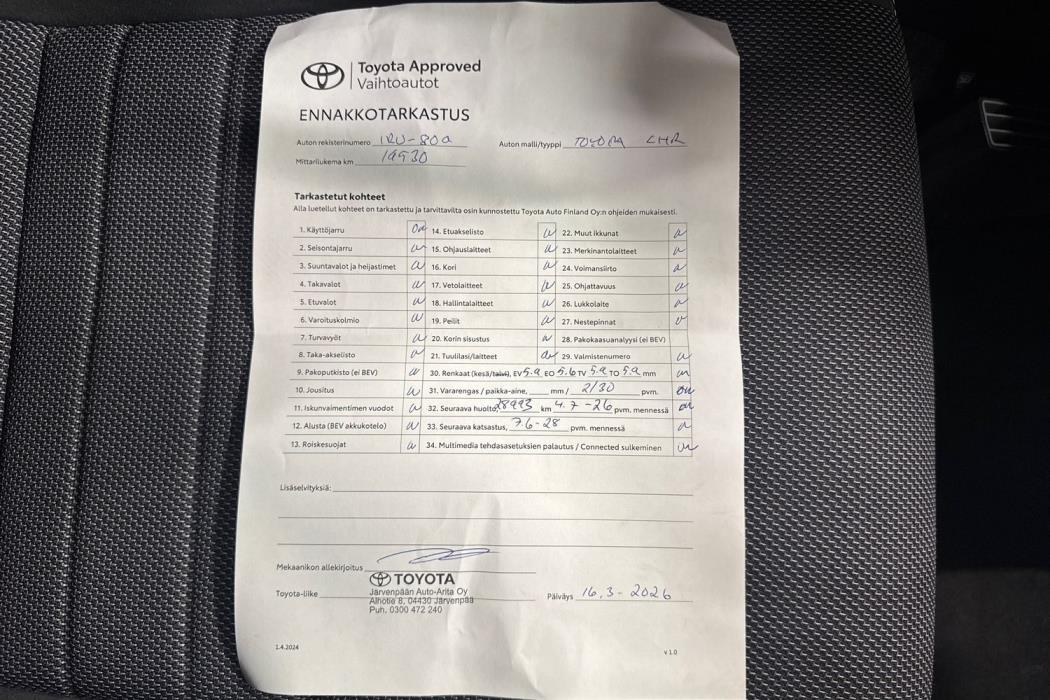 Toyota Approved
Vaihtoautot
ENNAKKOTARKASTUS
Auton rekisterinumero IRU-80a Auton malli/tyyppi TOYOTA CHR
Mittarilukema km 14930
Tarkastetut kohteet
Alla luetellut kohteet on tarkastettu ja tarvittavilta osin kunnostettu Toyota Auto Finland Oy:n ohjeiden mukaisesti.
1. Käyttöjarru 14. Etuakselisto 22. Muut ikkunat
2. Seisontajarru 15. Ohjauslaitteet 23. Merkinantolaitteet
3. Suuntavalot ja heijastimet 16. Kori 24. Voimansiirto
4. Takavalot 17. Vetolaitteet 25. Ohjattavuus
5. Etuvalot 18. Hallintalaitteet 26. Lukkolaite
6. Varoituskolmio 19. Peilit 27. Nestepinnat
7. Turvavyöt 20. Korin sisustus 28. Pakokaasuanalyysi (ei BEV)
8. Taka-akselisto 21. Tuulilasi/laitteet 29. Valmistenumero
9. Pakoputkisto (ei BEV) 30. Renkaat (kesä/talvi), EV 5.9 EO 5.6 TV 5.9 TO 5.9 mm
10. Jousitus 31. Vararengas / paikka-aine, mm / 2/30 pvm.
11. Iskunvaimentimen vuodot 32. Seuraava huolto, 28993 km 4.7-26 pvm. mennessä
12. Alusta (BEV akkukotelo) 33. Seuraava katsastus, 7.6-28 pvm. mennessä
13. Roiskesuojat 34. Multimedia tehdasasetuksien palautus / Connected sulkeminen
Lisäselvityksiä:
Mekaanikon allekirjoitus
Toyota-liike TOYOTA
Järvenpään Auto-Arita Oy
Alhotie 8, 04430 Järvenpää
Puh. 0300 472 240
Päiväys 16.3-2026
1.4.2024 V 1.0